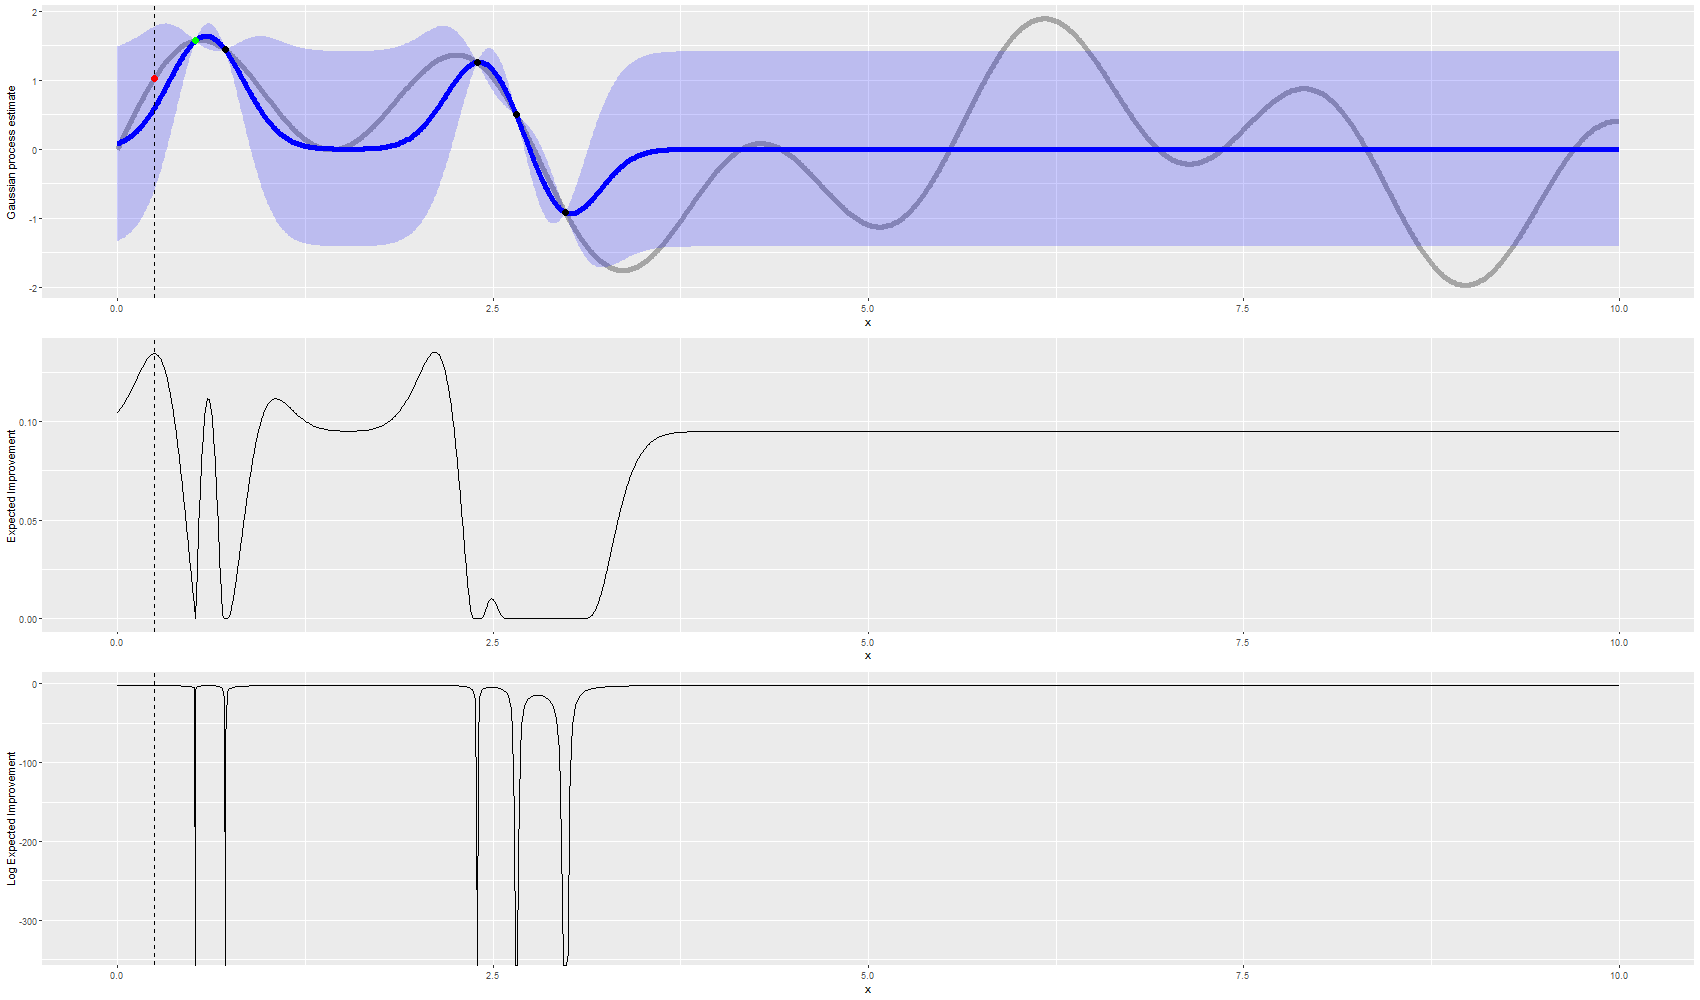 Gaussian process estimate
2
1
0
-1
-2
0.0 2.5 5.0 7.5 10.0
x
Expected Improvement
0.10
0.05
0.00
0.0 2.5 5.0 7.5 10.0
x
Log Expected Improvement
0
-100
-200
-300
0.0 2.5 5.0 7.5 10.0
x